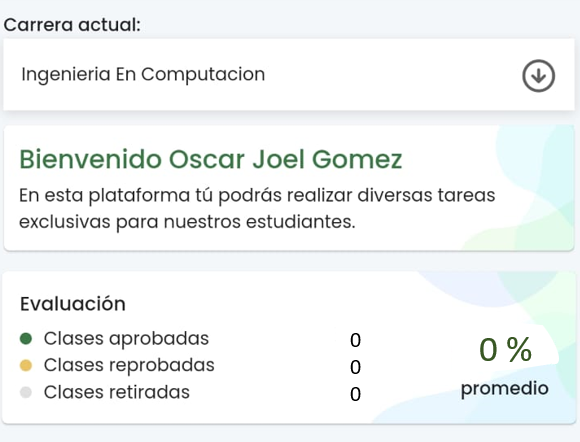 Carrera actual:
Ingenieria En Computacion
Bienvenido Oscar Joel Gomez
En esta plataforma tú podrás realizar diversas tareas
exclusivas para nuestros estudiantes.
Evaluación
Clases aprobadas 0
Clases reprobadas 0
Clases retiradas 0
0 %
promedio